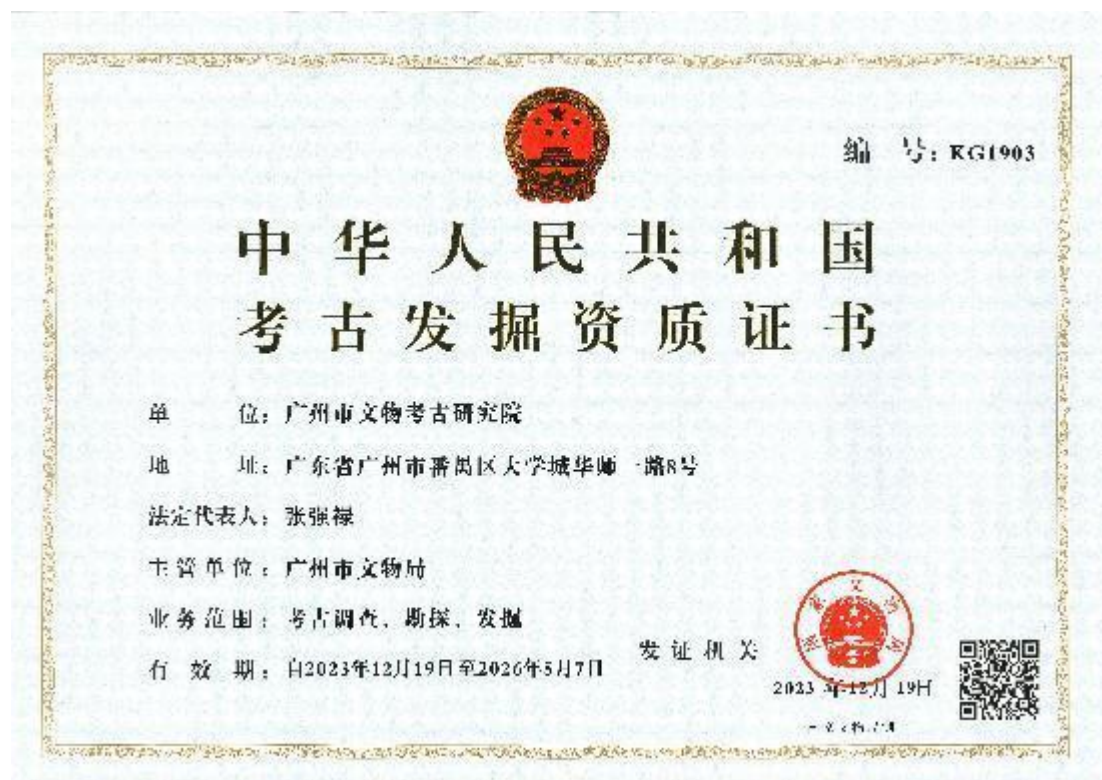 编 号：KG1903
中华人民共和国
考古发掘资质证书
单 位：广州市文物考古研究院
地 址：广东省广州市番禺区大学城华师一路8号
法定代表人：张强禄
主管单位：广州市文物局
业务范围：考古调查、勘探、发掘
有 效 期：自2023年12月19日至2026年5月7日
发证机关
2023 年 12月 19日